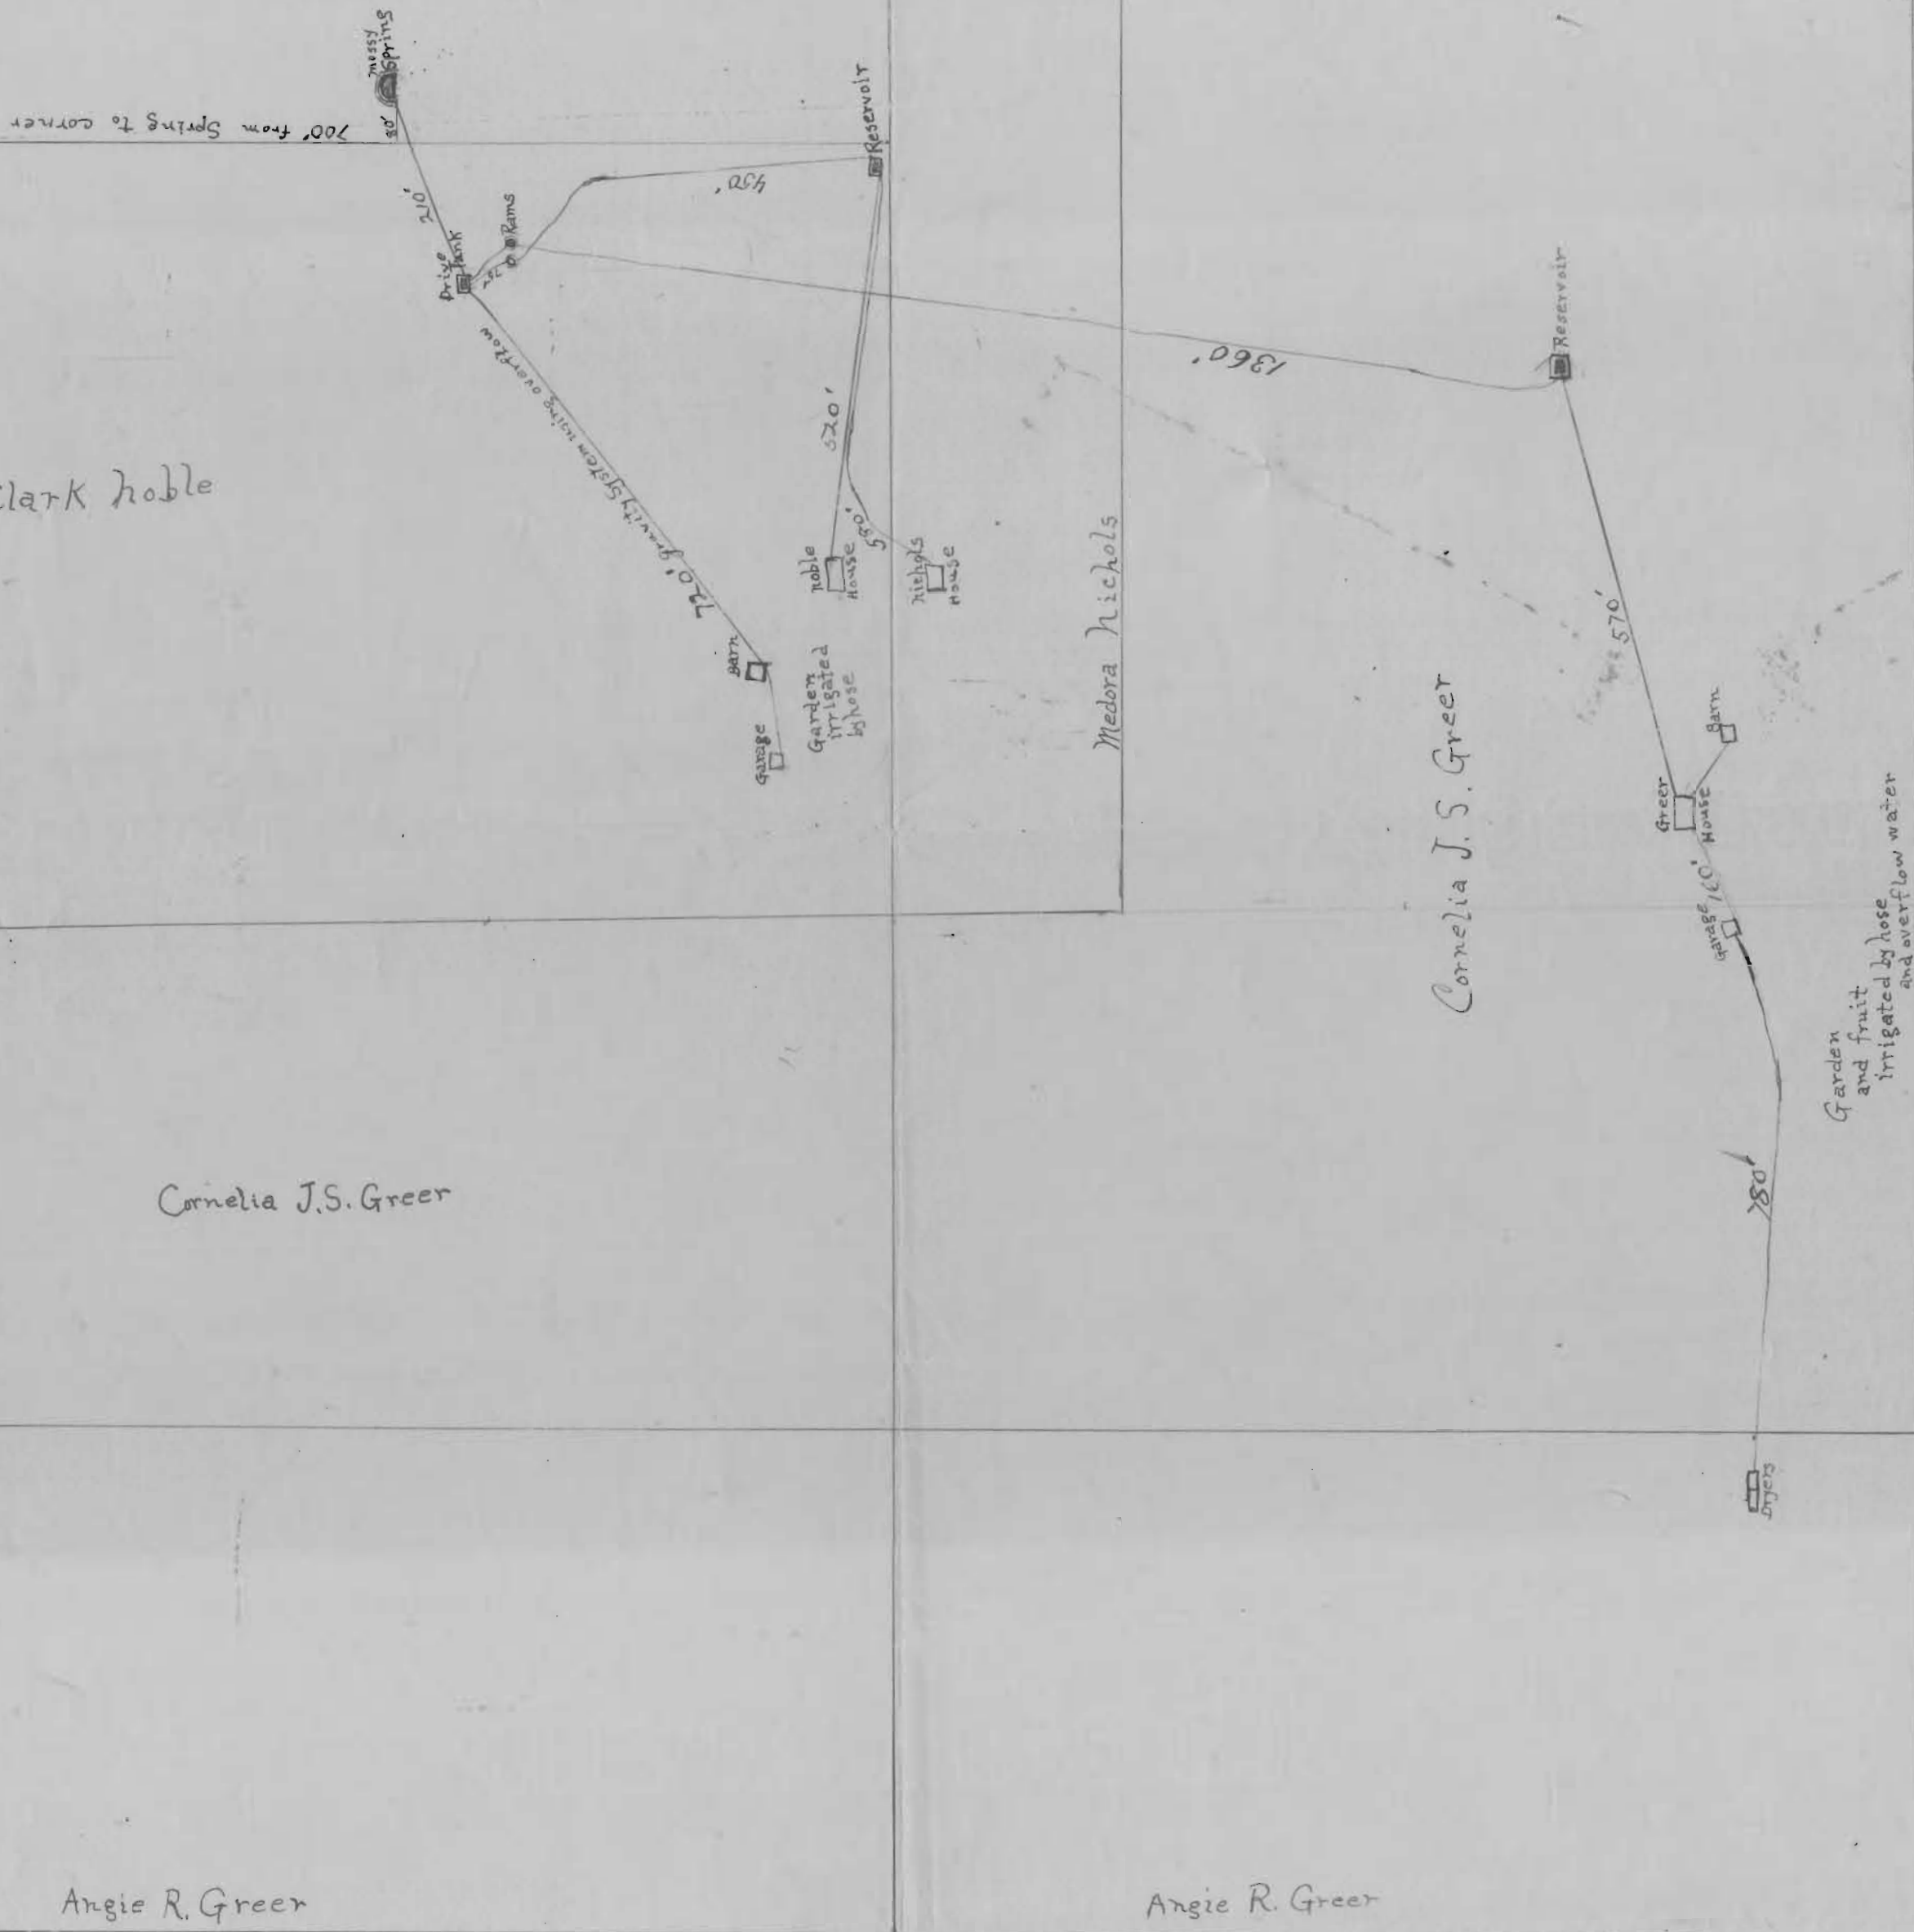 mossy
Spring
700' from Spring to corner
80'
210'
Drive
Tank
Rams
450'
Reservoir
gravity System using overflow
720'
520'
590'
noble
House
nichols
House
Barn
Garage
Garden
irrigated
by hose
Clark noble
Medora nichols
1360'
Reservoir
570'
Cornelia J. S. Greer
Greer
House
Barn
160'
Garage
Garden
and fruit
irrigated by hose
and overflow water
780'
Dryers
Cornelia J.S. Greer
Angie R. Greer
Angie R. Greer